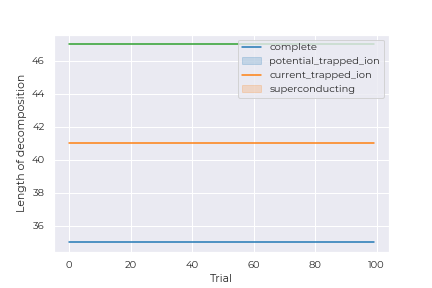 46
44
42
40
38
36
Length of decomposition
complete
potential_trapped_ion
current_trapped_ion
superconducting
0 20 40 60 80 100
Trial